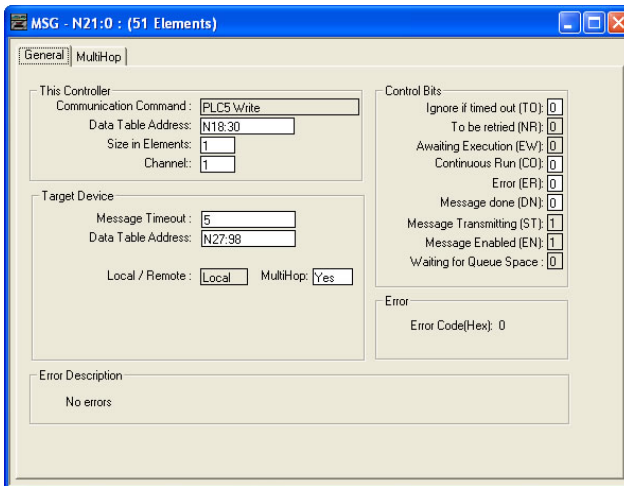 MSG - N21:0 : (51 Elements)
General MultiHop
This Controller
Communication Command : PLC5 Write
Data Table Address: N18:30
Size in Elements: 1
Channel: 1
Target Device
Message Timeout : 5
Data Table Address: N27:98
Local / Remote : Local MultiHop: Yes
Control Bits
Ignore if timed out (TO): 0
To be retried (NR): 0
Awaiting Execution (EW): 0
Continuous Run (CO): 0
Error (ER): 0
Message done (DN): 0
Message Transmitting (ST): 1
Message Enabled (EN): 1
Waiting for Queue Space : 0
Error
Error Code(Hex): 0
Error Description
No errors